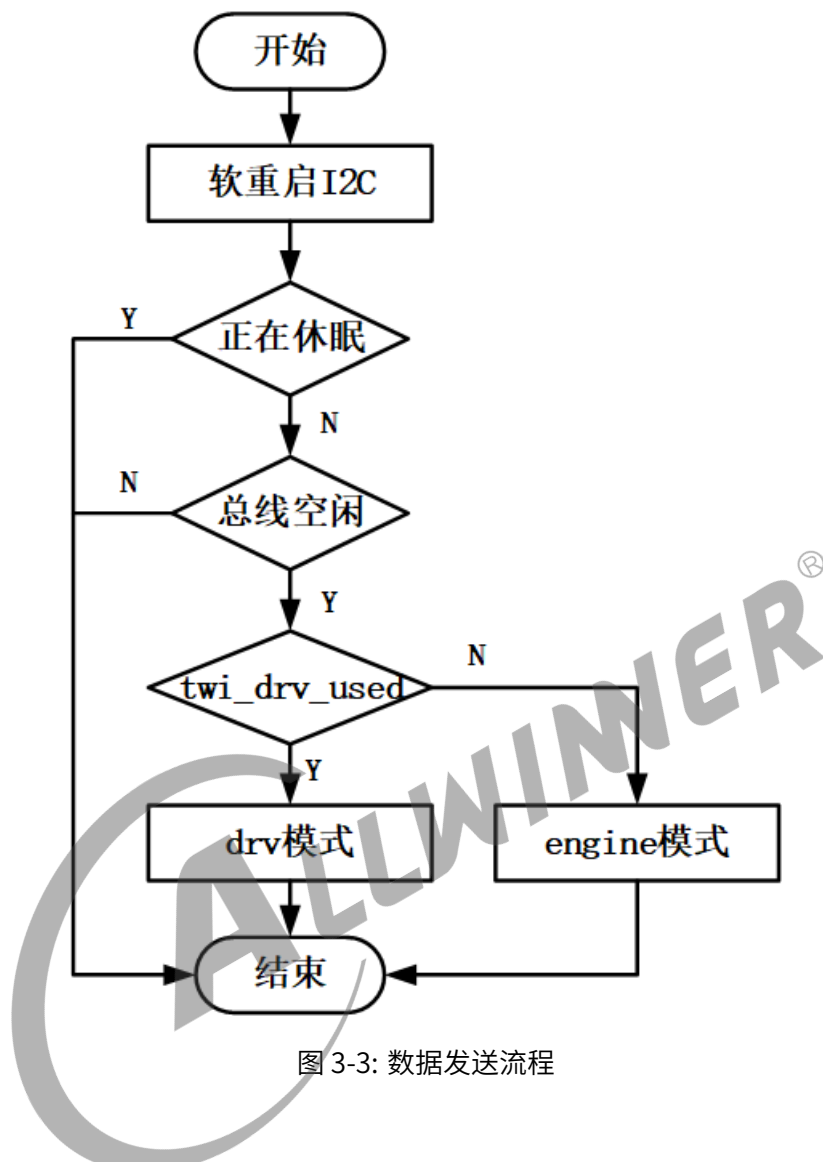 开始
软重启I2C
Y
正在休眠
N
N
总线空闲
Y
twi_drv_used
N
Y
drv模式
engine模式
结束
ALLWINNER®
图 3-3: 数据发送流程